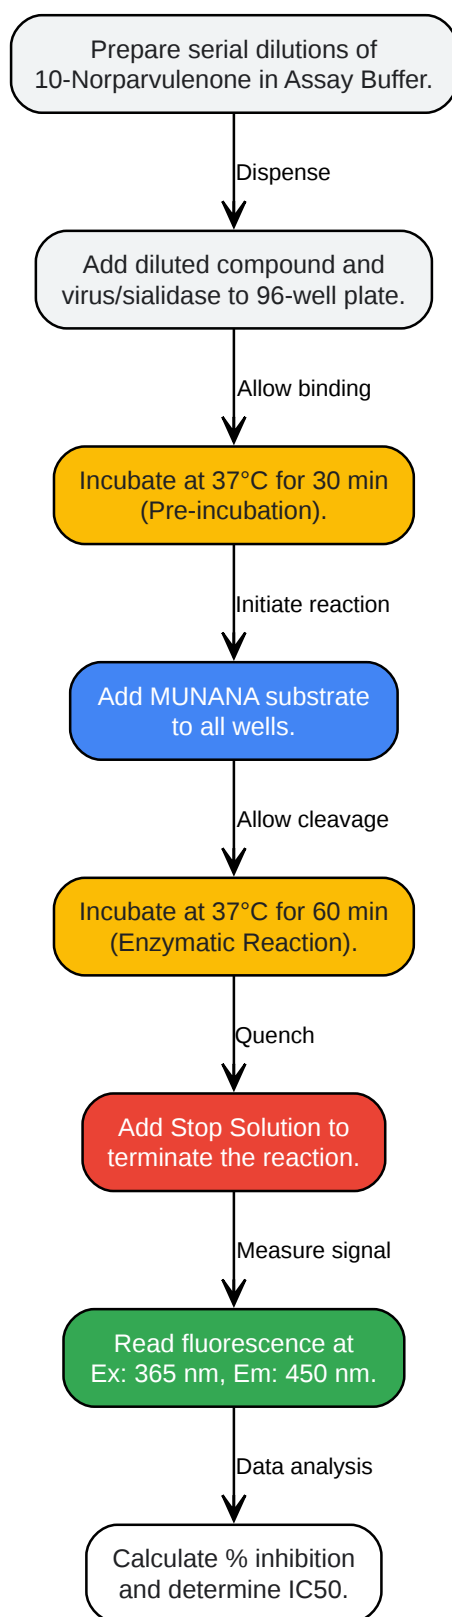 Prepare serial dilutions of
10-Norparvulenone in Assay Buffer.
Dispense
Add diluted compound and
virus/sialidase to 96-well plate.
Allow binding
Incubate at 37°C for 30 min
(Pre-incubation).
Initiate reaction
Add MUNANA substrate
to all wells.
Allow cleavage
Incubate at 37°C for 60 min
(Enzymatic Reaction).
Quench
Add Stop Solution to
terminate the reaction.
Measure signal
Read fluorescence at
Ex: 365 nm, Em: 450 nm.
Data analysis
Calculate % inhibition
and determine IC50.